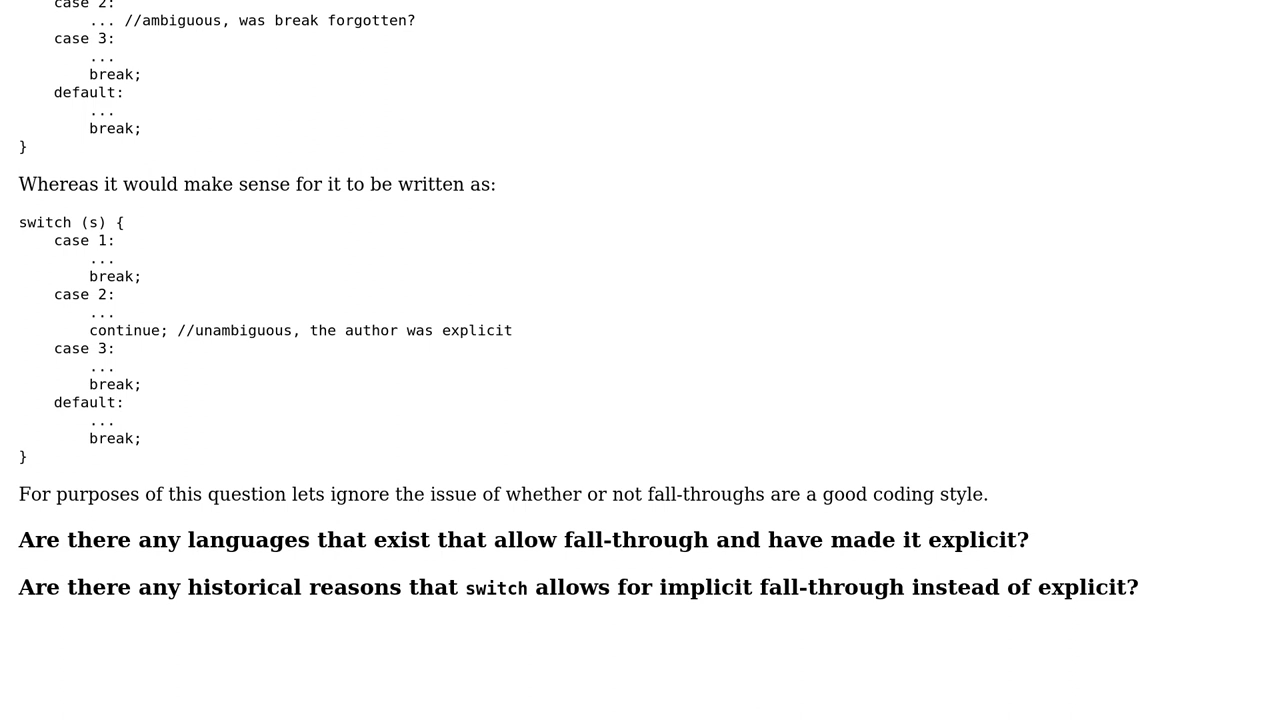 case 2:
        ... //ambiguous, was break forgotten?
    case 3:
        ...
        break;
    default:
        ...
        break;
}
Whereas it would make sense for it to be written as:
switch (s) {
    case 1:
        ...
        break;
    case 2:
        ...
        continue; //unambiguous, the author was explicit
    case 3:
        ...
        break;
    default:
        ...
        break;
}
For purposes of this question lets ignore the issue of whether or not fall-throughs are a good coding style.
Are there any languages that exist that allow fall-through and have made it explicit?
Are there any historical reasons that switch allows for implicit fall-through instead of explicit?